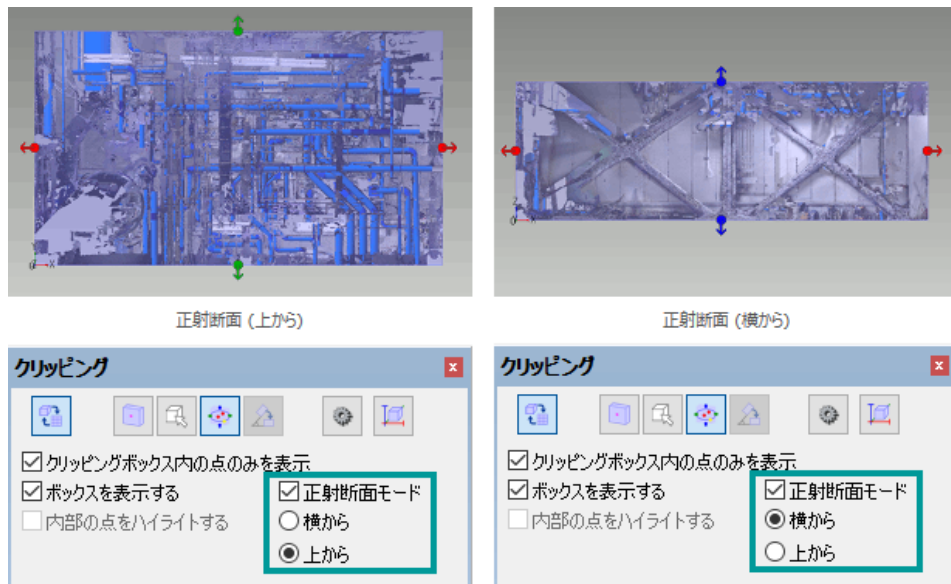 正射断面 (上から)
正射断面 (横から)
クリッピング
クリッピングボックス内の点のみを表示
ボックスを表示する
正射断面モード
内部の点をハイライトする
横から
上から
クリッピング
クリッピングボックス内の点のみを表示
ボックスを表示する
正射断面モード
内部の点をハイライトする
横から
上から